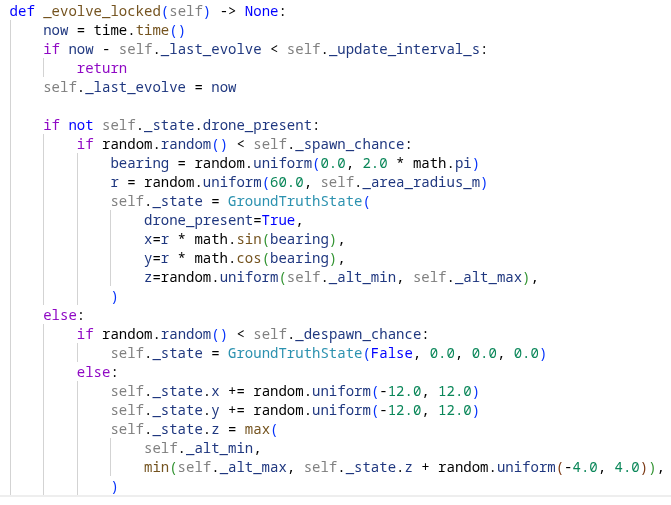 def _evolve_locked(self) -> None:
    now = time.time()
    if now - self._last_evolve < self._update_interval_s:
        return
    self._last_evolve = now

    if not self._state.drone_present:
        if random.random() < self._spawn_chance:
            bearing = random.uniform(0.0, 2.0 * math.pi)
            r = random.uniform(60.0, self._area_radius_m)
            self._state = GroundTruthState(
                drone_present=True,
                x=r * math.sin(bearing),
                y=r * math.cos(bearing),
                z=random.uniform(self._alt_min, self._alt_max),
            )
    else:
        if random.random() < self._despawn_chance:
            self._state = GroundTruthState(False, 0.0, 0.0, 0.0)
        else:
            self._state.x += random.uniform(-12.0, 12.0)
            self._state.y += random.uniform(-12.0, 12.0)
            self._state.z = max(
                self._alt_min,
                min(self._alt_max, self._state.z + random.uniform(-4.0, 4.0)),
            )